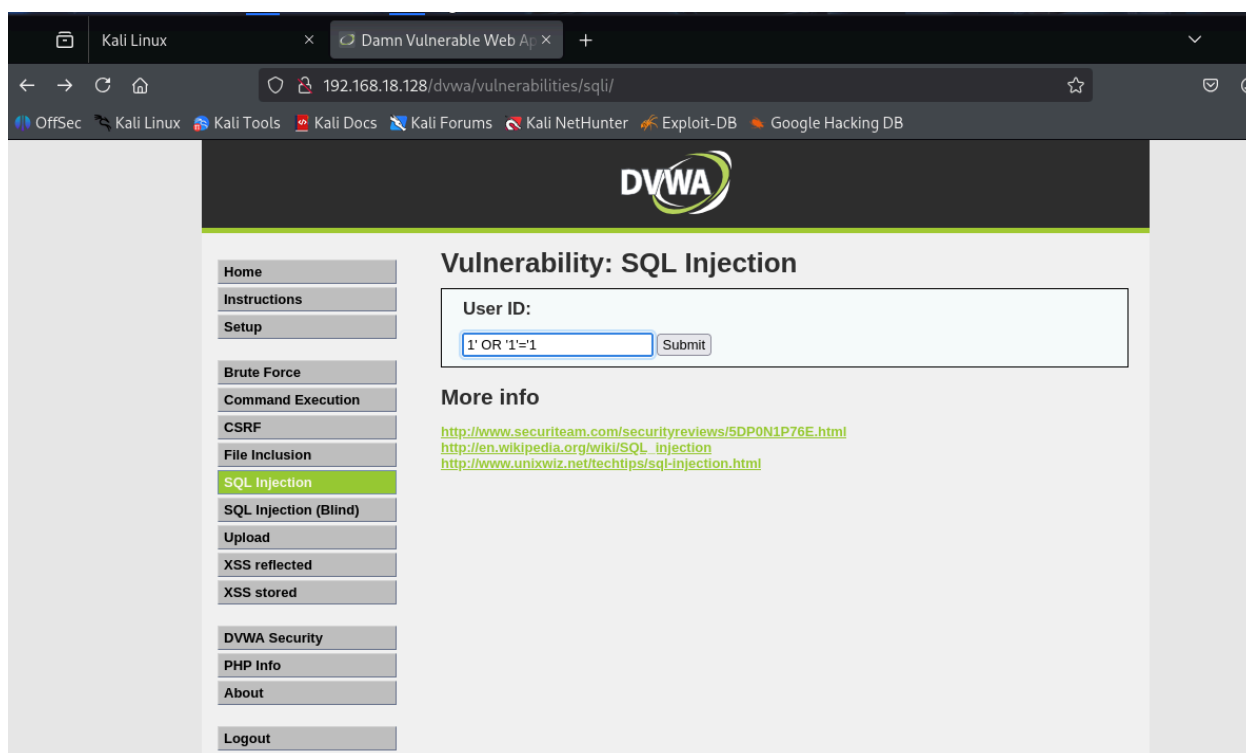 Kali Linux
Damn Vulnerable Web Ap
192.168.18.128/dvwa/vulnerabilities/sqli/
OffSec Kali Linux Kali Tools Kali Docs Kali Forums Kali NetHunter Exploit-DB Google Hacking DB
DVWA
Home
Instructions
Setup
Brute Force
Command Execution
CSRF
File Inclusion
SQL Injection
SQL Injection (Blind)
Upload
XSS reflected
XSS stored
DVWA Security
PHP Info
About
Logout
Vulnerability: SQL Injection
User ID:
1' OR '1'='1 Submit
More info
http://www.securiteam.com/securityreviews/5DP0N1P76E.html
http://en.wikipedia.org/wiki/SQL_injection
http://www.unixwiz.net/techtips/sql-injection.html